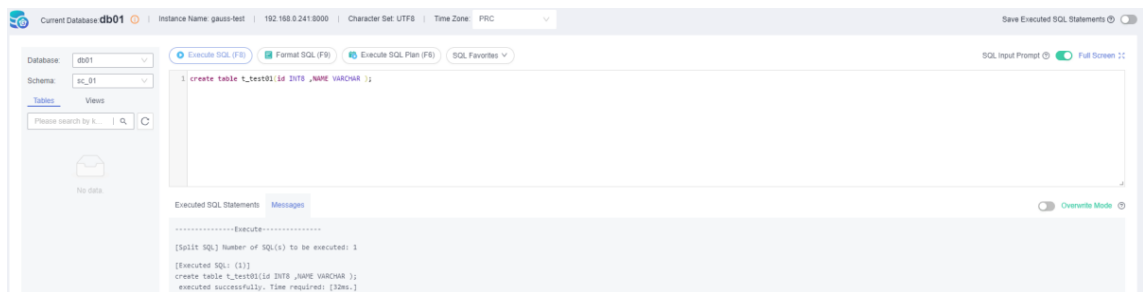 Current Database: db01 | Instance Name: gauss-test | 192.168.0.241:8000 | Character Set: UTF8 | Time Zone: PRC Save Executed SQL Statements
Database: db01
Schema: sc_01
Tables Views
Please search by k...
No data.
Execute SQL (F8) Format SQL (F9) Execute SQL Plan (F6) SQL Favorites SQL Input Prompt Full Screen
1 create table t_test01(id INT8 ,NAME VARCHAR );
Executed SQL Statements Messages Overwrite Mode
---------------Execute---------------
[Split SQL] Number of SQL(s) to be executed: 1
[Executed SQL: (1)]
create table t_test01(id INT8 ,NAME VARCHAR );
executed successfully. Time required: [32ms.]